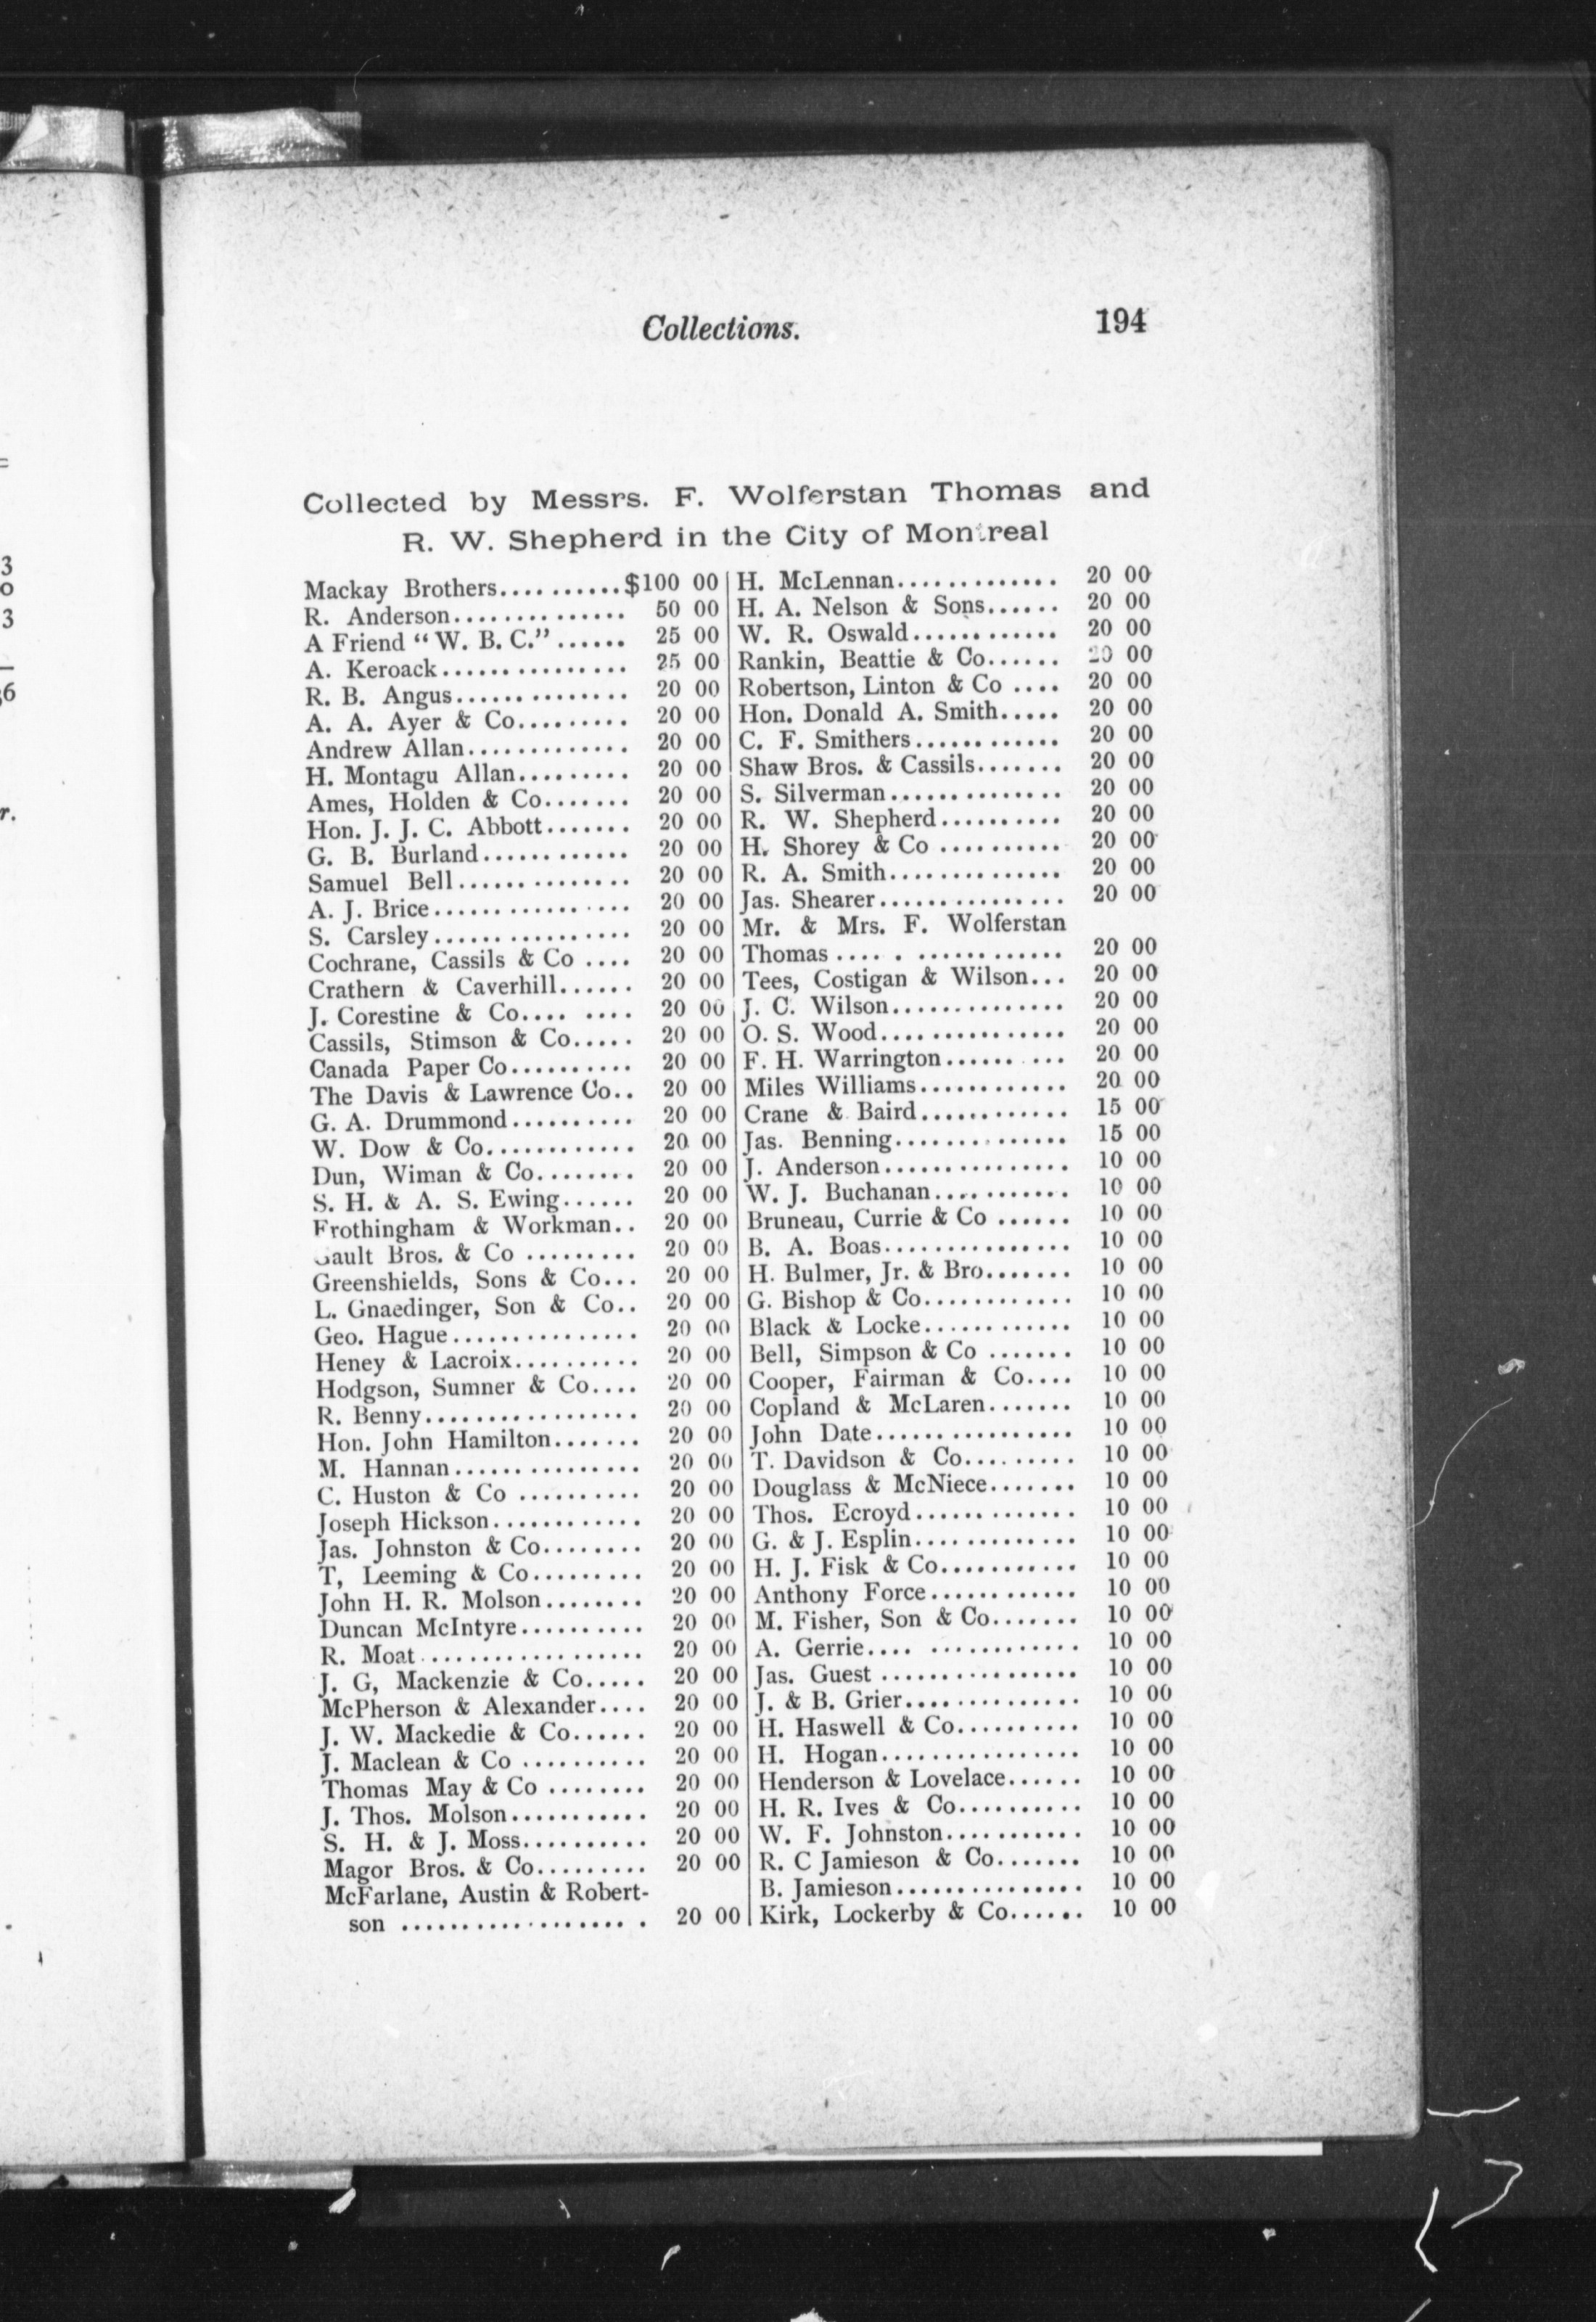 Collections. 194
Collected by Messrs. F. Wolferstan Thomas and
R. W. Shepherd in the City of Montreal
Mackay Brothers..........$100 00
R. Anderson.............. 50 00
A Friend “W. B. C.”...... 25 00
A. Keroack............... 25 00
R. B. Angus.............. 20 00
A. A. Ayer & Co......... 20 00
Andrew Allan............. 20 00
H. Montagu Allan......... 20 00
Ames, Holden & Co....... 20 00
Hon. J. J. C. Abbott....... 20 00
G. B. Burland............ 20 00
Samuel Bell.............. 20 00
A. J. Brice............... 20 00
S. Carsley................ 20 00
Cochrane, Cassils & Co .... 20 00
Crathern & Caverhill...... 20 00
J. Corestine & Co.... .... 20 00
Cassils, Stimson & Co..... 20 00
Canada Paper Co.......... 20 00
The Davis & Lawrence Co.. 20 00
G. A. Drummond.......... 20 00
W. Dow & Co............ 20 00
Dun, Wiman & Co........ 20 00
S. H. & A. S. Ewing...... 20 00
Frothingham & Workman.. 20 00
Gault Bros. & Co ......... 20 00
Greenshields, Sons & Co... 20 00
L. Gnaedinger, Son & Co.. 20 00
Geo. Hague............... 20 00
Heney & Lacroix.......... 20 00
Hodgson, Sumner & Co.... 20 00
R. Benny................. 20 00
Hon. John Hamilton....... 20 00
M. Hannan............... 20 00
C. Huston & Co .......... 20 00
Joseph Hickson............ 20 00
Jas. Johnston & Co........ 20 00
T, Leeming & Co......... 20 00
John H. R. Molson........ 20 00
Duncan McIntyre.......... 20 00
R. Moat .................. 20 00
J. G, Mackenzie & Co..... 20 00
McPherson & Alexander.... 20 00
J. W. Mackedie & Co...... 20 00
J. Maclean & Co .......... 20 00
Thomas May & Co ........ 20 00
J. Thos. Molson........... 20 00
S. H. & J. Moss.......... 20 00
Magor Bros. & Co......... 20 00
McFarlane, Austin & Robert-
son ................. 20 00
H. McLennan............. 20 00
H. A. Nelson & Sons...... 20 00
W. R. Oswald............ 20 00
Rankin, Beattie & Co...... 20 00
Robertson, Linton & Co .... 20 00
Hon. Donald A. Smith..... 20 00
C. F. Smithers............ 20 00
Shaw Bros. & Cassils....... 20 00
S. Silverman.............. 20 00
R. W. Shepherd.......... 20 00
H. Shorey & Co .......... 20 00
R. A. Smith.............. 20 00
Jas. Shearer............... 20 00
Mr. & Mrs. F. Wolferstan
Thomas .... . ............ 20 00
Tees, Costigan & Wilson... 20 00
J. C. Wilson.............. 20 00
O. S. Wood............... 20 00
F. H. Warrington...... ... 20 00
Miles Williams............ 20 00
Crane & Baird............ 15 00
Jas. Benning.............. 15 00
J. Anderson............... 10 00
W. J. Buchanan........... 10 00
Bruneau, Currie & Co ...... 10 00
B. A. Boas............... 10 00
H. Bulmer, Jr. & Bro....... 10 00
G. Bishop & Co............ 10 00
Black & Locke............ 10 00
Bell, Simpson & Co ....... 10 00
Cooper, Fairman & Co.... 10 00
Copland & McLaren....... 10 00
John Date................ 10 00
T. Davidson & Co......... 10 00
Douglass & McNiece....... 10 00
Thos. Ecroyd............. 10 00
G. & J. Esplin............. 10 00
H. J. Fisk & Co........... 10 00
Anthony Force............ 10 00
M. Fisher, Son & Co....... 10 00
A. Gerrie.... ............ 10 00
Jas. Guest ................ 10 00
J. & B. Grier.............. 10 00
H. Haswell & Co.......... 10 00
H. Hogan................ 10 00
Henderson & Lovelace...... 10 00
H. R. Ives & Co.......... 10 00
W. F. Johnston........... 10 00
R. C Jamieson & Co....... 10 00
B. Jamieson............... 10 00
Kirk, Lockerby & Co...... 10 00